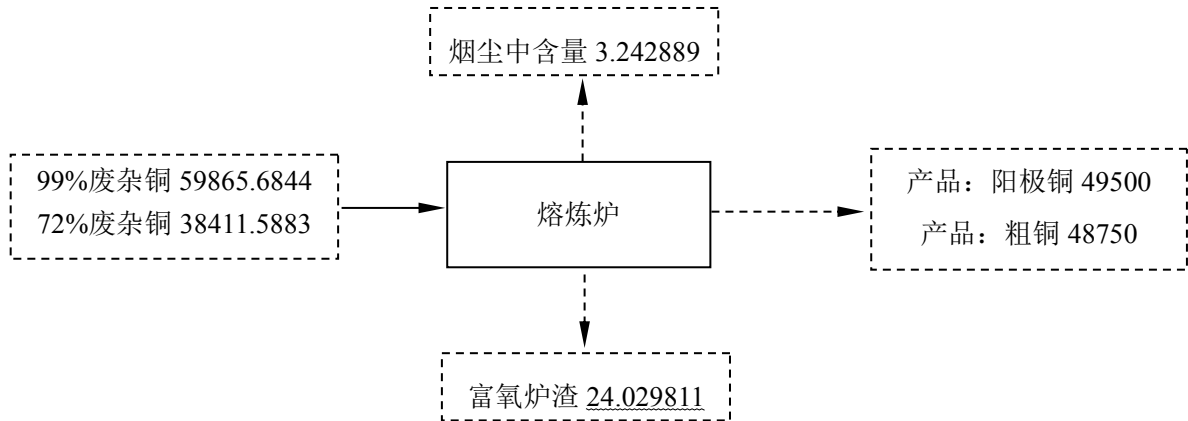 烟尘中含量 3.242889
99%废杂铜 59865.6844
72%废杂铜 38411.5883
熔炼炉
产品：阳极铜 49500
产品：粗铜 48750
富氧炉渣 24.029811